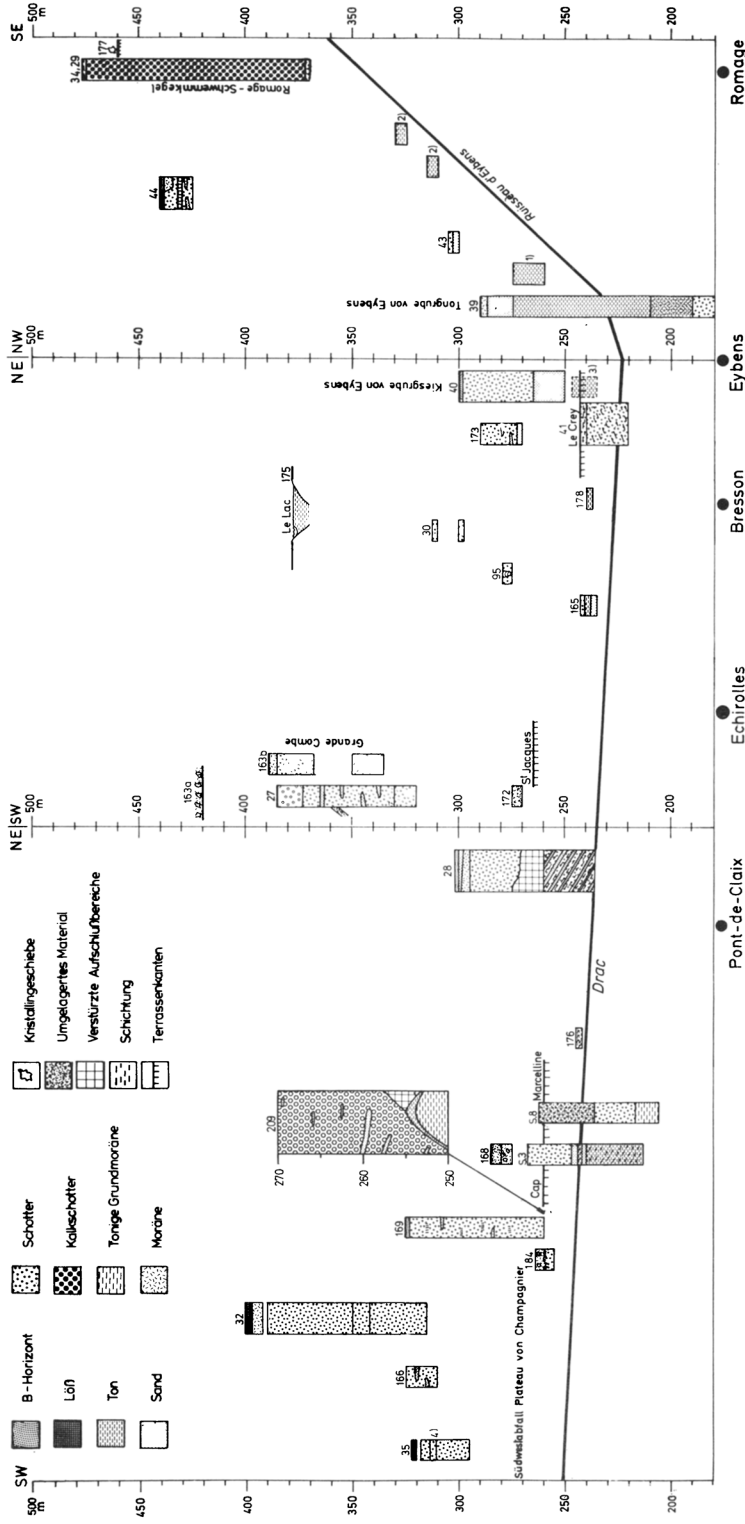 SW
B-Horizont
Löß
Ton
Sand
Schotter
Kalkschotter
Tonige Grundmoräne
Moräne
Kristallingeschiebe
Umgelagertes Material
Verstürzte Aufschlußbereiche
Schichtung
Terrassenkanten
NE|SW
NE|NW
SE
500
m
450
400
350
300
250
200
500
m
450
400
350
300
250
200
500
m
450
400
350
300
250
200
500
m
450
400
350
300
250
200
35
4)
166
32
184
169
270
260
250
209
168
Cap
Marcelline
S.3
S.8
176
Südwestabfall Plateau von Champagnier
Drac
28
163a
27
163b
Grande Combe
172
St Jacques
165
95
30
Le Lac
175
178
173
40
Kiesgrube von Eybens
41
Le Crey
3)
39
Tongrube von Eybens
1)
43
44
2)
2)
Ruisseau d'Eybens
34,29
177
Romage - Schwemmkegel
Pont-de-Claix
Echirolles
Bresson
Eybens
Romage